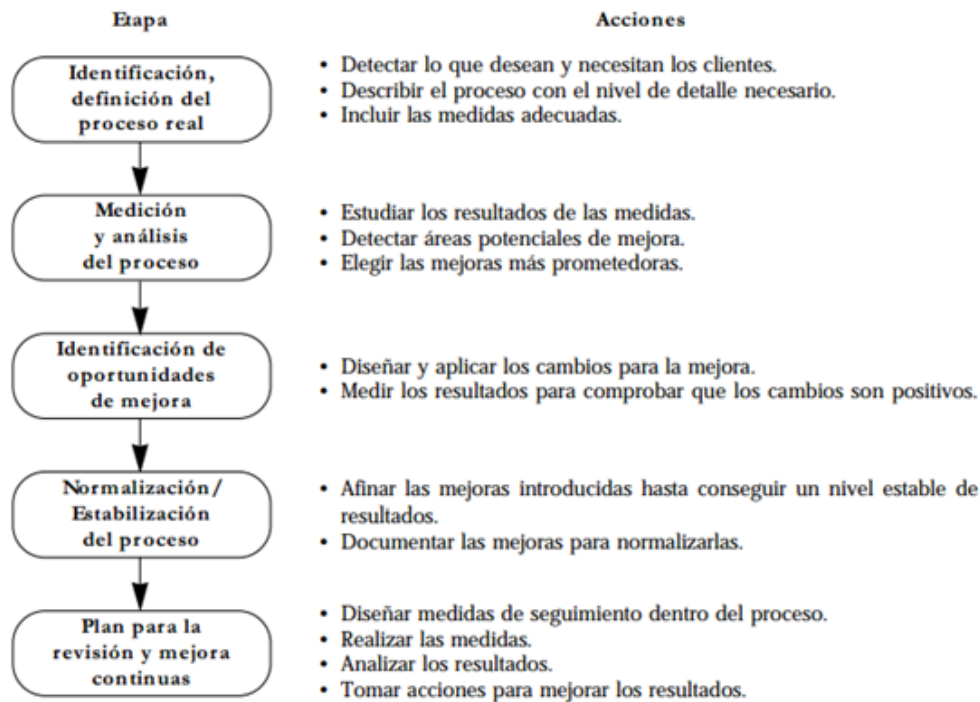 Etapa
Acciones
Identificación,
definición del
proceso real
• Detectar lo que desean y necesitan los clientes.
• Describir el proceso con el nivel de detalle necesario.
• Incluir las medidas adecuadas.
Medición
y análisis
del proceso
• Estudiar los resultados de las medidas.
• Detectar áreas potenciales de mejora.
• Elegir las mejoras más prometedoras.
Identificación de
oportunidades
de mejora
• Diseñar y aplicar los cambios para la mejora.
• Medir los resultados para comprobar que los cambios son positivos.
Normalización/
Estabilización
del proceso
• Afinar las mejoras introducidas hasta conseguir un nivel estable de
resultados.
• Documentar las mejoras para normalizarlas.
Plan para la
revisión y mejora
continuas
• Diseñar medidas de seguimiento dentro del proceso.
• Realizar las medidas.
• Analizar los resultados.
• Tomar acciones para mejorar los resultados.